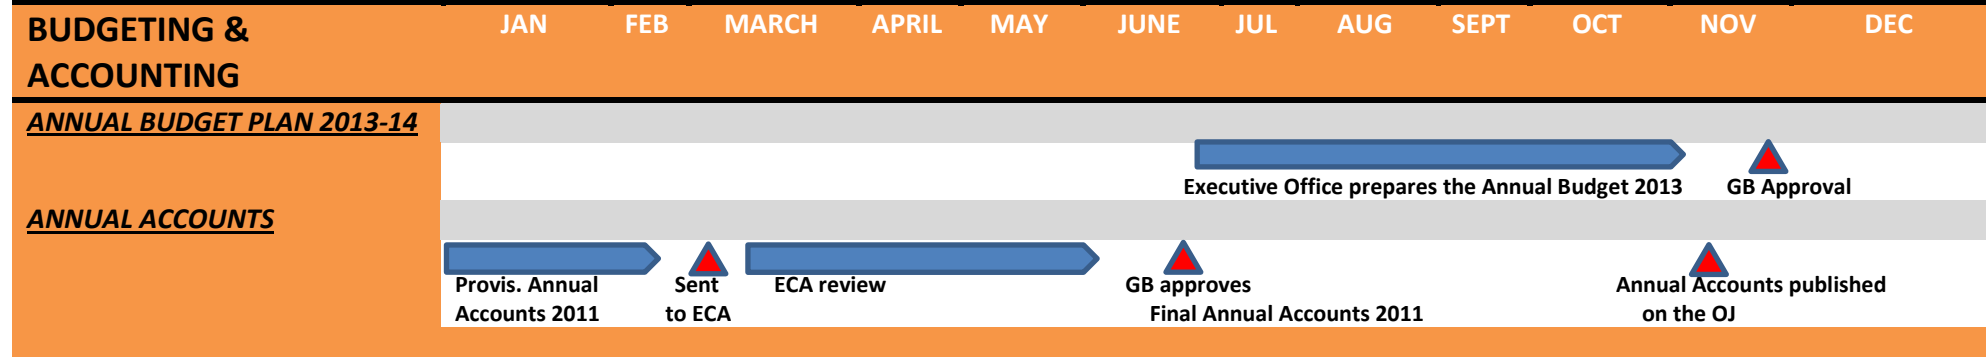 BUDGETING & JAN FEB MARCH APRIL MAY JUNE JUL AUG SEPT OCT NOV DEC
ACCOUNTING
ANNUAL BUDGET PLAN 2013-14
Executive Office prepares the Annual Budget 2013 GB Approval
ANNUAL ACCOUNTS
Provis. Annual Sent ECA review GB approves Annual Accounts published
Accounts 2011 to ECA Final Annual Accounts 2011 on the OJ